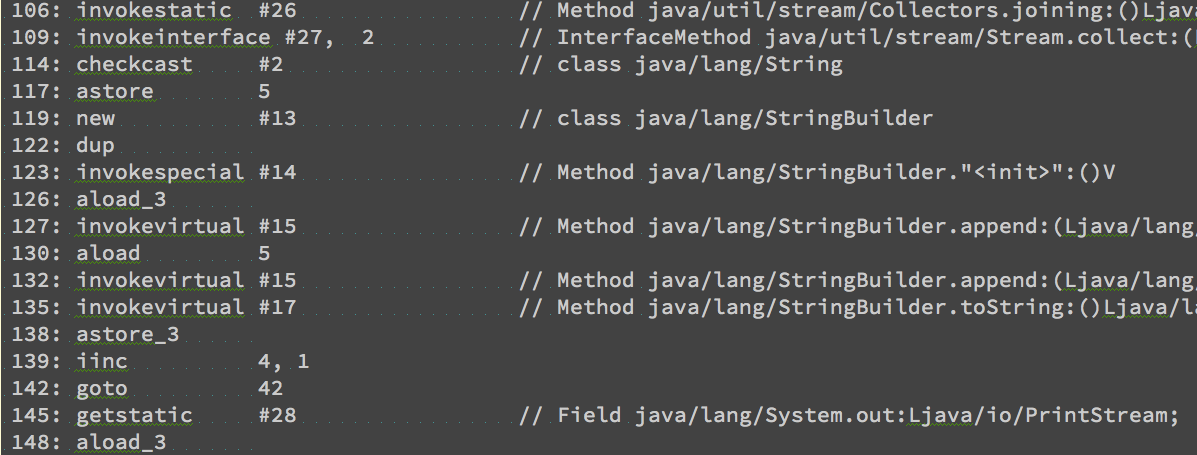 106: invokestatic #26 // Method java/util/stream/Collectors.joining:()Ljava
109: invokeinterface #27, 2 // InterfaceMethod java/util/stream/Stream.collect:(
114: checkcast #2 // class java/lang/String
117: astore 5
119: new #13 // class java/lang/StringBuilder
122: dup
123: invokespecial #14 // Method java/lang/StringBuilder."<init>":()V
126: aload_3
127: invokevirtual #15 // Method java/lang/StringBuilder.append:(Ljava/lang/
130: aload 5
132: invokevirtual #15 // Method java/lang/StringBuilder.append:(Ljava/lang/
135: invokevirtual #17 // Method java/lang/StringBuilder.toString:()Ljava/la
138: astore_3
139: iinc 4, 1
142: goto 42
145: getstatic #28 // Field java/lang/System.out:Ljava/io/PrintStream;
148: aload_3